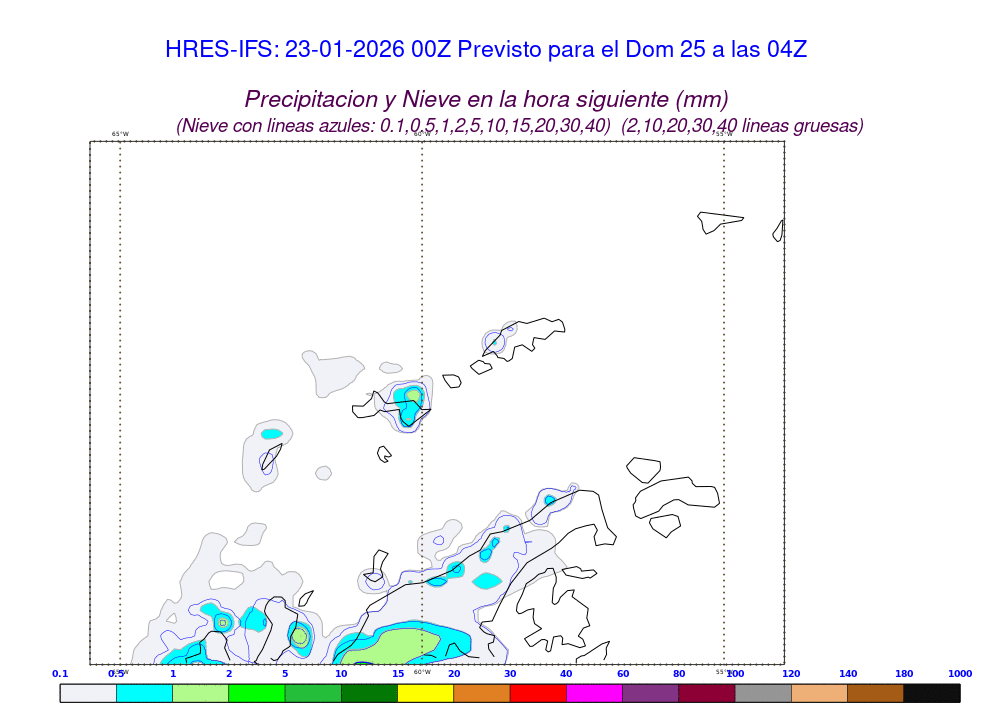 HRES-IFS: 23-01-2026 00Z Previsto para el Dom 25 a las 04Z
Precipitacion y Nieve en la hora siguiente (mm)
(Nieve con lineas azules: 0.1,0.5,1,2,5,10,15,20,30,40)  (2,10,20,30,40 lineas gruesas)
65°W 60°W 55°W
65°W 60°W 55°W
0.1 0.5 1 2 5 10 15 20 30 40 60 80 100 120 140 180 1000